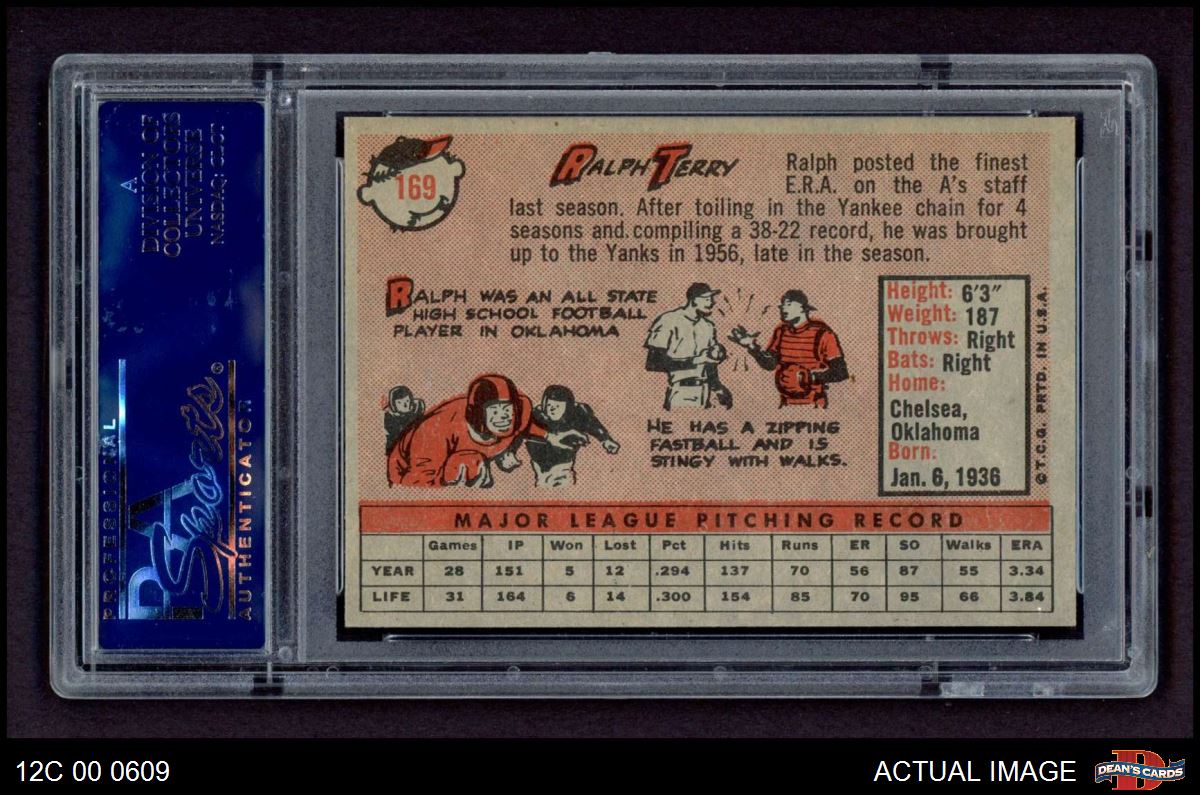 A
DIVISION OF
COLLECTORS
UNIVERSE
NASDAQ: CLCT
PROFESSIONAL
PSA
Sports®
AUTHENTICATOR
169
RALPH TERRY
Ralph posted the finest
E.R.A. on the A's staff
last season. After toiling in the Yankee chain for 4
seasons and compiling a 38-22 record, he was brought
up to the Yanks in 1956, late in the season.
RALPH WAS AN ALL STATE
HIGH SCHOOL FOOTBALL
PLAYER IN OKLAHOMA
HE HAS A ZIPPING
FASTBALL AND IS
STINGY WITH WALKS.
Height: 6'3"
Weight: 187
Throws: Right
Bats: Right
Home:
Chelsea,
Oklahoma
Born:
Jan. 6, 1936
© T.C.G. PRTD. IN U.S.A.
MAJOR LEAGUE PITCHING RECORD
Games IP Won Lost Pct Hits Runs ER SO Walks ERA
YEAR 28 151 5 12 .294 137 70 56 87 55 3.34
LIFE 31 164 6 14 .300 154 85 70 95 66 3.84
12C 00 0609
ACTUAL IMAGE
D
DEAN'S CARDS